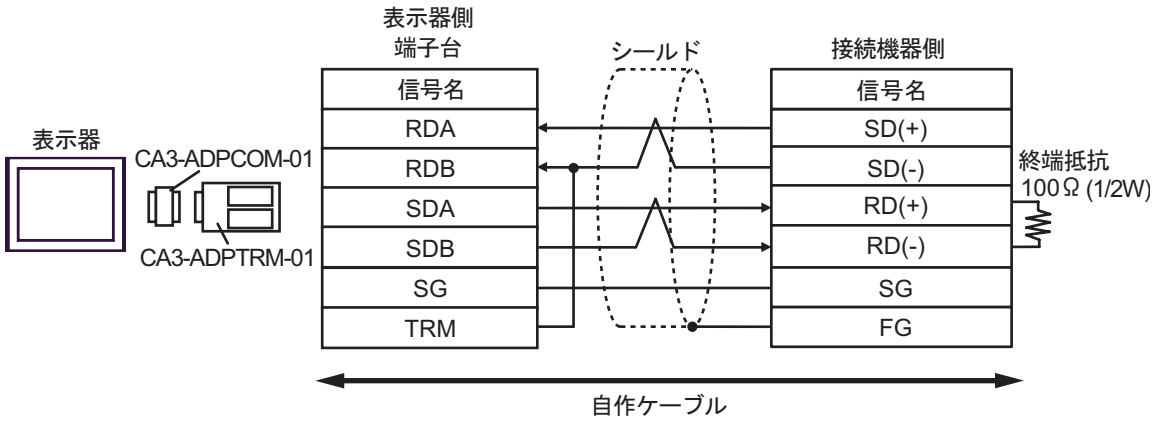 表示器側
端子台
シールド
接続機器側
信号名
信号名
RDA
SD(+)
表示器
CA3-ADPCOM-01
RDB
SD(-)
終端抵抗
100Ω (1/2W)
SDA
RD(+)
CA3-ADPTRM-01
SDB
RD(-)
SG
SG
TRM
FG
自作ケーブル